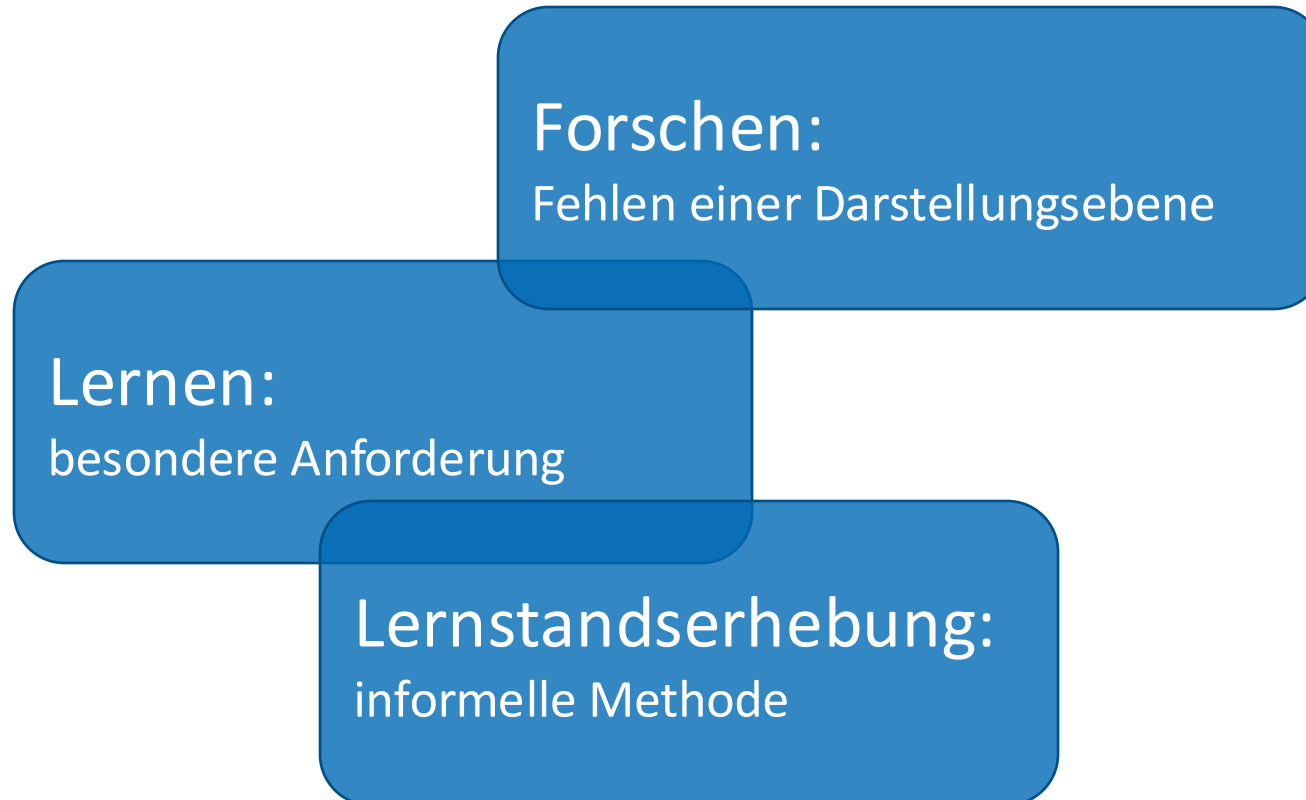 Forschen:
Fehlen einer Darstellungsebene
Lernen:
besondere Anforderung
Lernstandserhebung:
informelle Methode